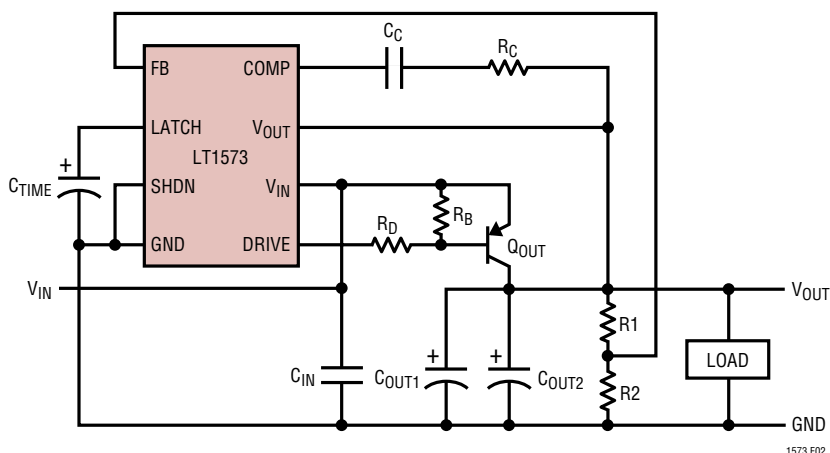 C_C
R_C
FB
COMP
LATCH
V_OUT
LT1573
+
C_TIME
SHDN
V_IN
R_B
R_D
GND
DRIVE
Q_OUT
V_IN
V_OUT
R1
+
+
LOAD
C_IN
C_OUT1
C_OUT2
R2
GND
1573 F02